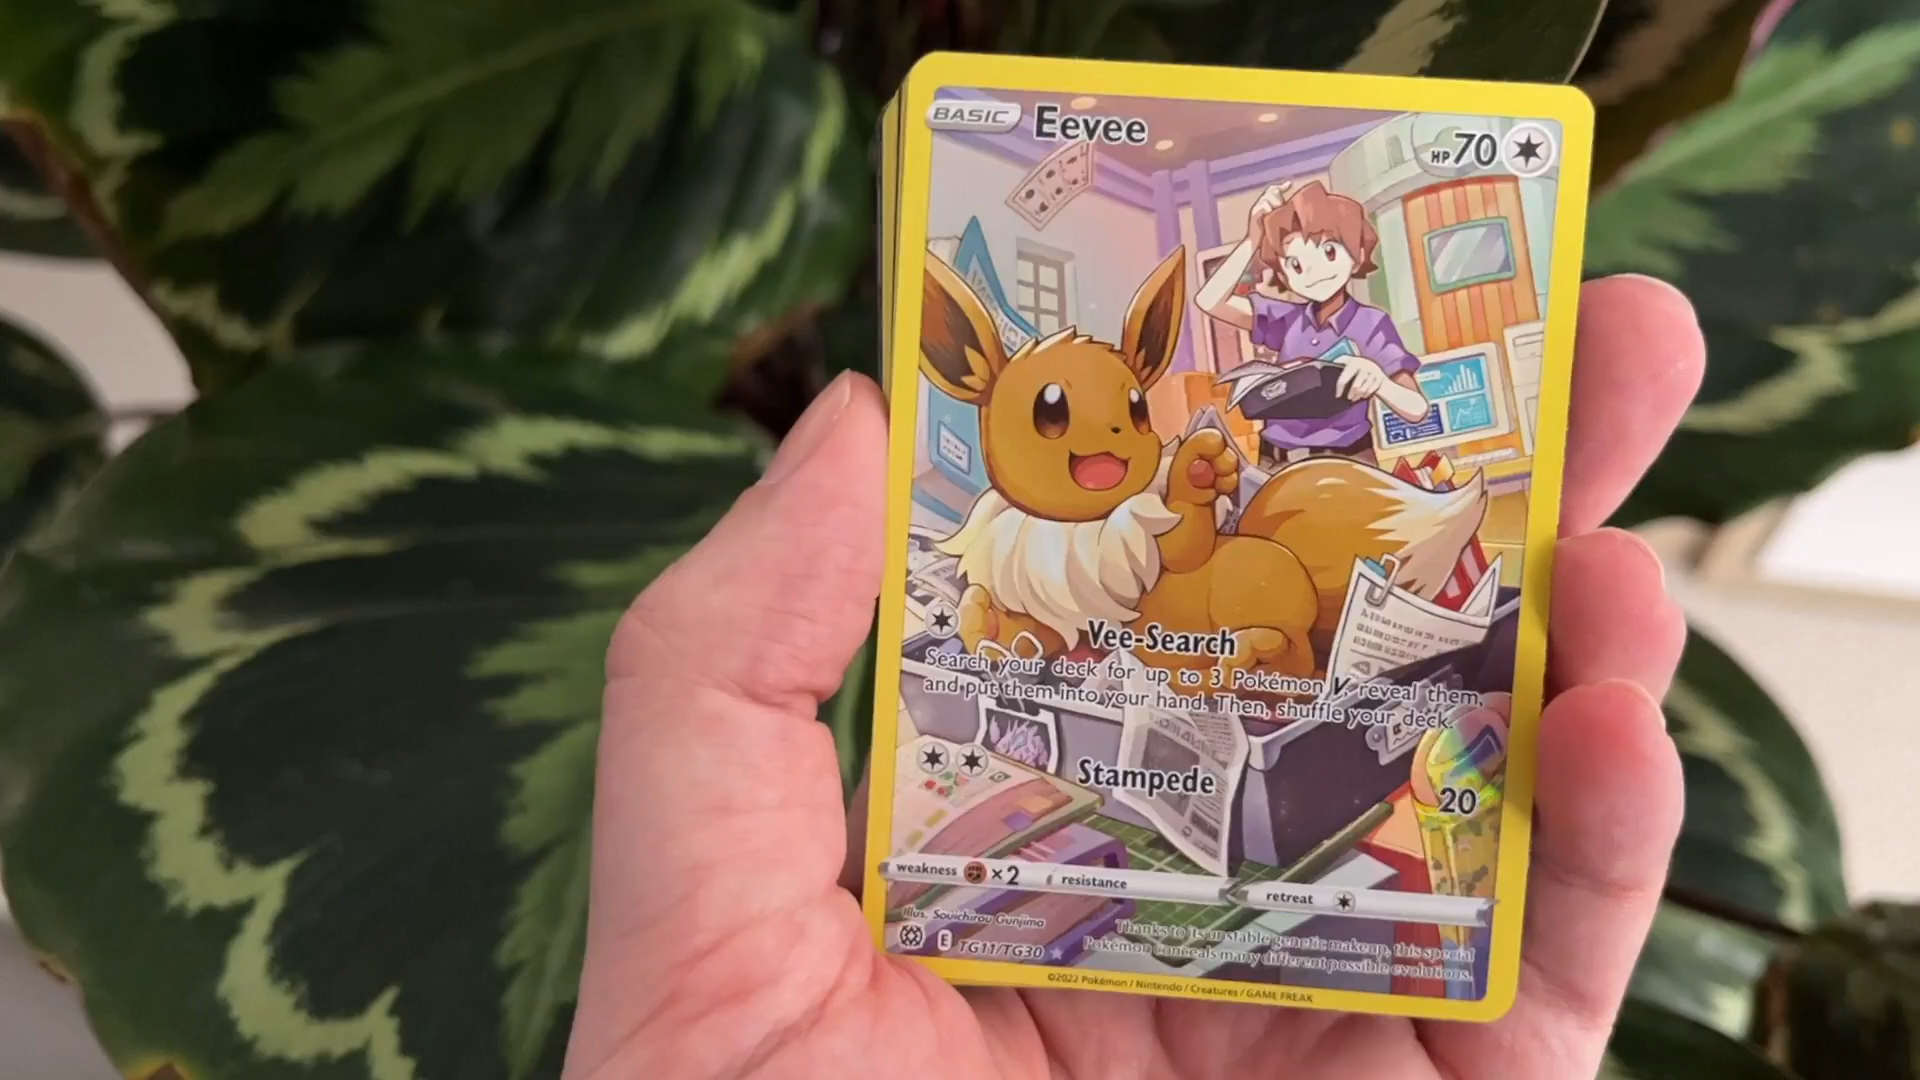 BASIC Eevee HP 70
Vee-Search
Search your deck for up to 3 Pokémon V, reveal them,
and put them into your hand. Then, shuffle your deck.
Stampede 20
weakness ×2 resistance retreat
Illus. Souichirou Gunjima
E TG11/TG30
Thanks to its unstable genetic makeup, this special
Pokémon conceals many different possible evolutions.
©2022 Pokémon / Nintendo / Creatures / GAME FREAK